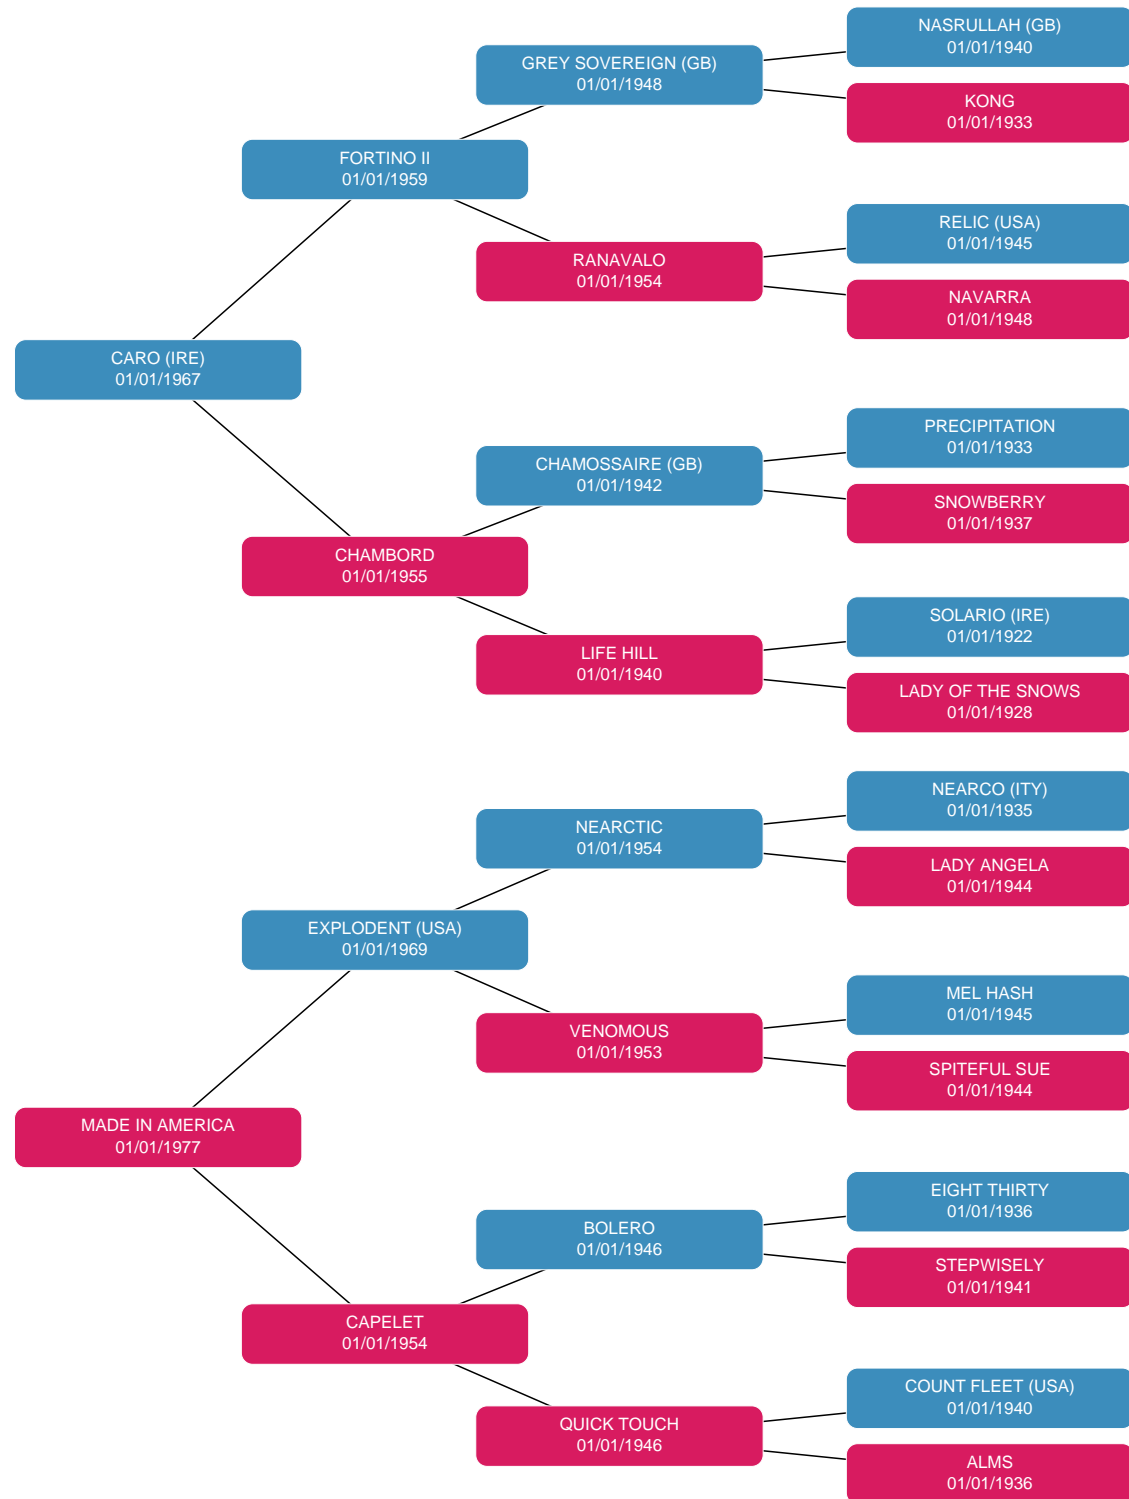 NASRULLAH (GB)
01/01/1940
GREY SOVEREIGN (GB)
01/01/1948
KONG
01/01/1933
FORTINO II
01/01/1959
RELIC (USA)
01/01/1945
RANAVALO
01/01/1954
NAVARRA
01/01/1948
CARO (IRE)
01/01/1967
PRECIPITATION
01/01/1933
CHAMOSSAIRE (GB)
01/01/1942
SNOWBERRY
01/01/1937
CHAMBORD
01/01/1955
SOLARIO (IRE)
01/01/1922
LIFE HILL
01/01/1940
LADY OF THE SNOWS
01/01/1928
NEARCO (ITY)
01/01/1935
NEARCTIC
01/01/1954
LADY ANGELA
01/01/1944
EXPLODENT (USA)
01/01/1969
MEL HASH
01/01/1945
VENOMOUS
01/01/1953
SPITEFUL SUE
01/01/1944
MADE IN AMERICA
01/01/1977
EIGHT THIRTY
01/01/1936
BOLERO
01/01/1946
STEPWISELY
01/01/1941
CAPELET
01/01/1954
COUNT FLEET (USA)
01/01/1940
QUICK TOUCH
01/01/1946
ALMS
01/01/1936